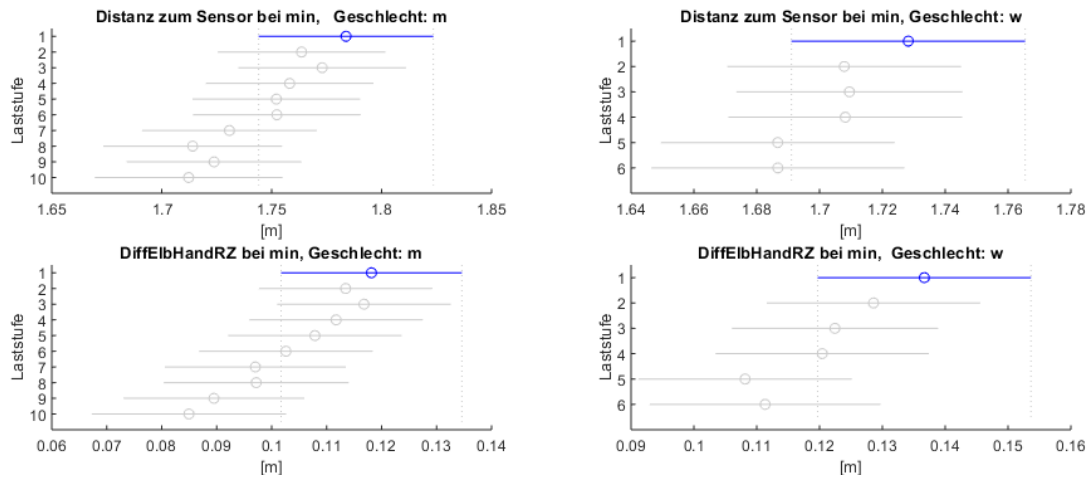 Distanz zum Sensor bei min, Geschlecht: m
Laststufe
1
2
3
4
5
6
7
8
9
10
1.65 1.7 1.75 1.8 1.85
[m]
Distanz zum Sensor bei min, Geschlecht: w
Laststufe
1
2
3
4
5
6
1.64 1.66 1.68 1.7 1.72 1.74 1.76 1.78
[m]
DiffElbHandRZ bei min, Geschlecht: m
Laststufe
1
2
3
4
5
6
7
8
9
10
0.06 0.07 0.08 0.09 0.1 0.11 0.12 0.13 0.14
[m]
DiffElbHandRZ bei min, Geschlecht: w
Laststufe
1
2
3
4
5
6
0.09 0.1 0.11 0.12 0.13 0.14 0.15 0.16
[m]